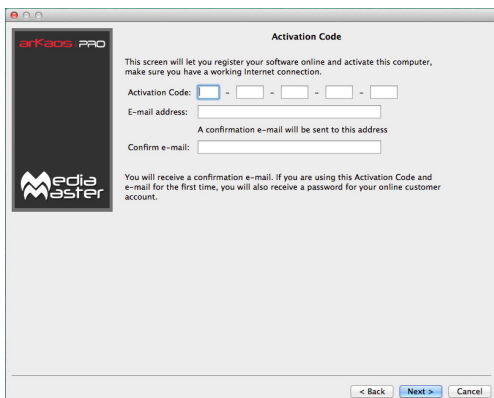 Activation Code
arkaos PRO
This screen will let you register your software online and activate this computer,
make sure you have a working Internet connection.
Activation Code: - - - -
E-mail address:
A confirmation e-mail will be sent to this address
Confirm e-mail:
Media
Master
You will receive a confirmation e-mail. If you are using this Activation Code and
e-mail for the first time, you will also receive a password for your online customer
account.
< Back Next > Cancel